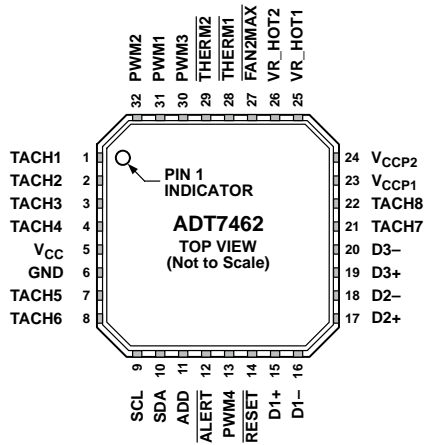 PWM2
PWM1
PWM3
THERM2
THERM1
FAN2MAX
VR_HOT2
VR_HOT1
32
31
30
29
28
27
26
25
TACH1 1
TACH2 2
TACH3 3
TACH4 4
VCC 5
GND 6
TACH5 7
TACH6 8
PIN 1
INDICATOR
ADT7462
TOP VIEW
(Not to Scale)
24 VCCP2
23 VCCP1
22 TACH8
21 TACH7
20 D3–
19 D3+
18 D2–
17 D2+
9
10
11
12
13
14
15
16
SCL
SDA
ADD
ALERT
PWM4
RESET
D1+
D1–